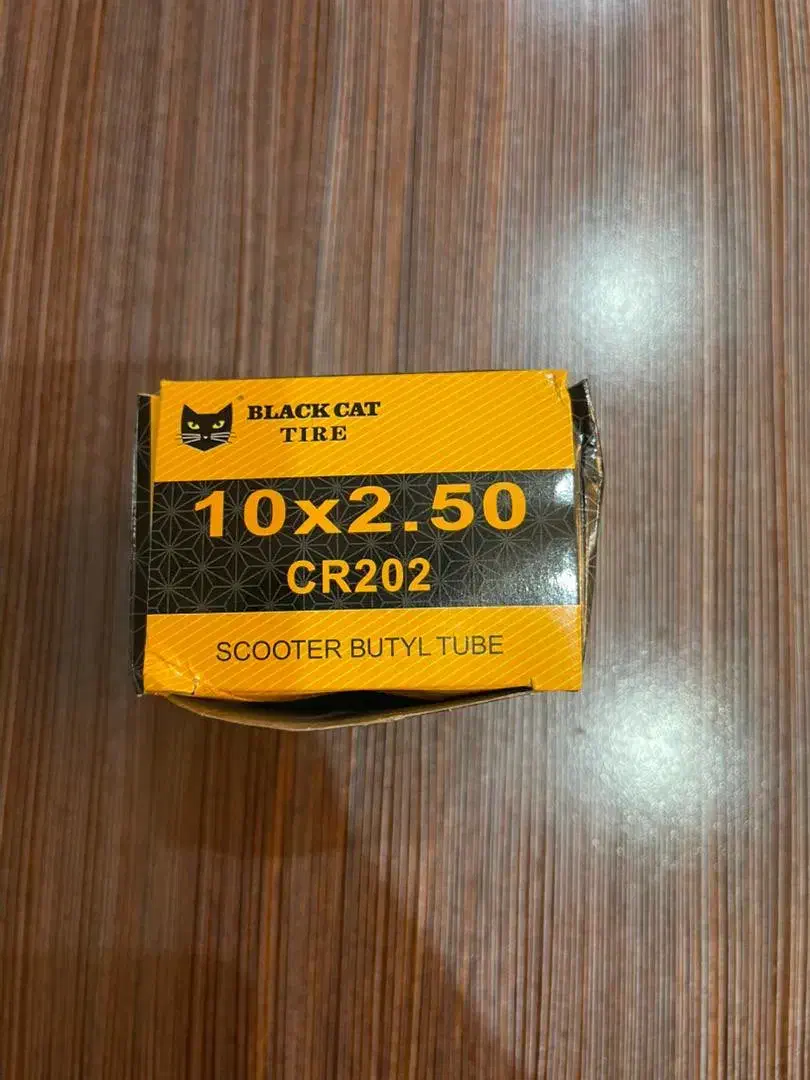 BLACK CAT
TIRE
10x2.50
CR202
SCOOTER BUTYL TUBE